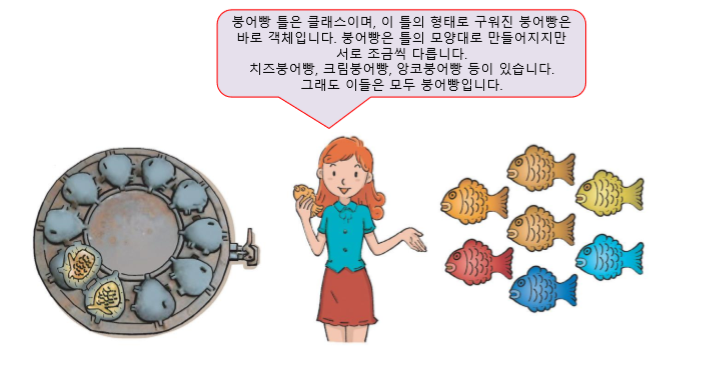 붕어빵 틀은 클래스이며, 이 틀의 형태로 구워진 붕어빵은
바로 객체입니다. 붕어빵은 틀의 모양대로 만들어지지만
서로 조금씩 다릅니다.
치즈붕어빵, 크림붕어빵, 앙코붕어빵 등이 있습니다.
그래도 이들은 모두 붕어빵입니다.